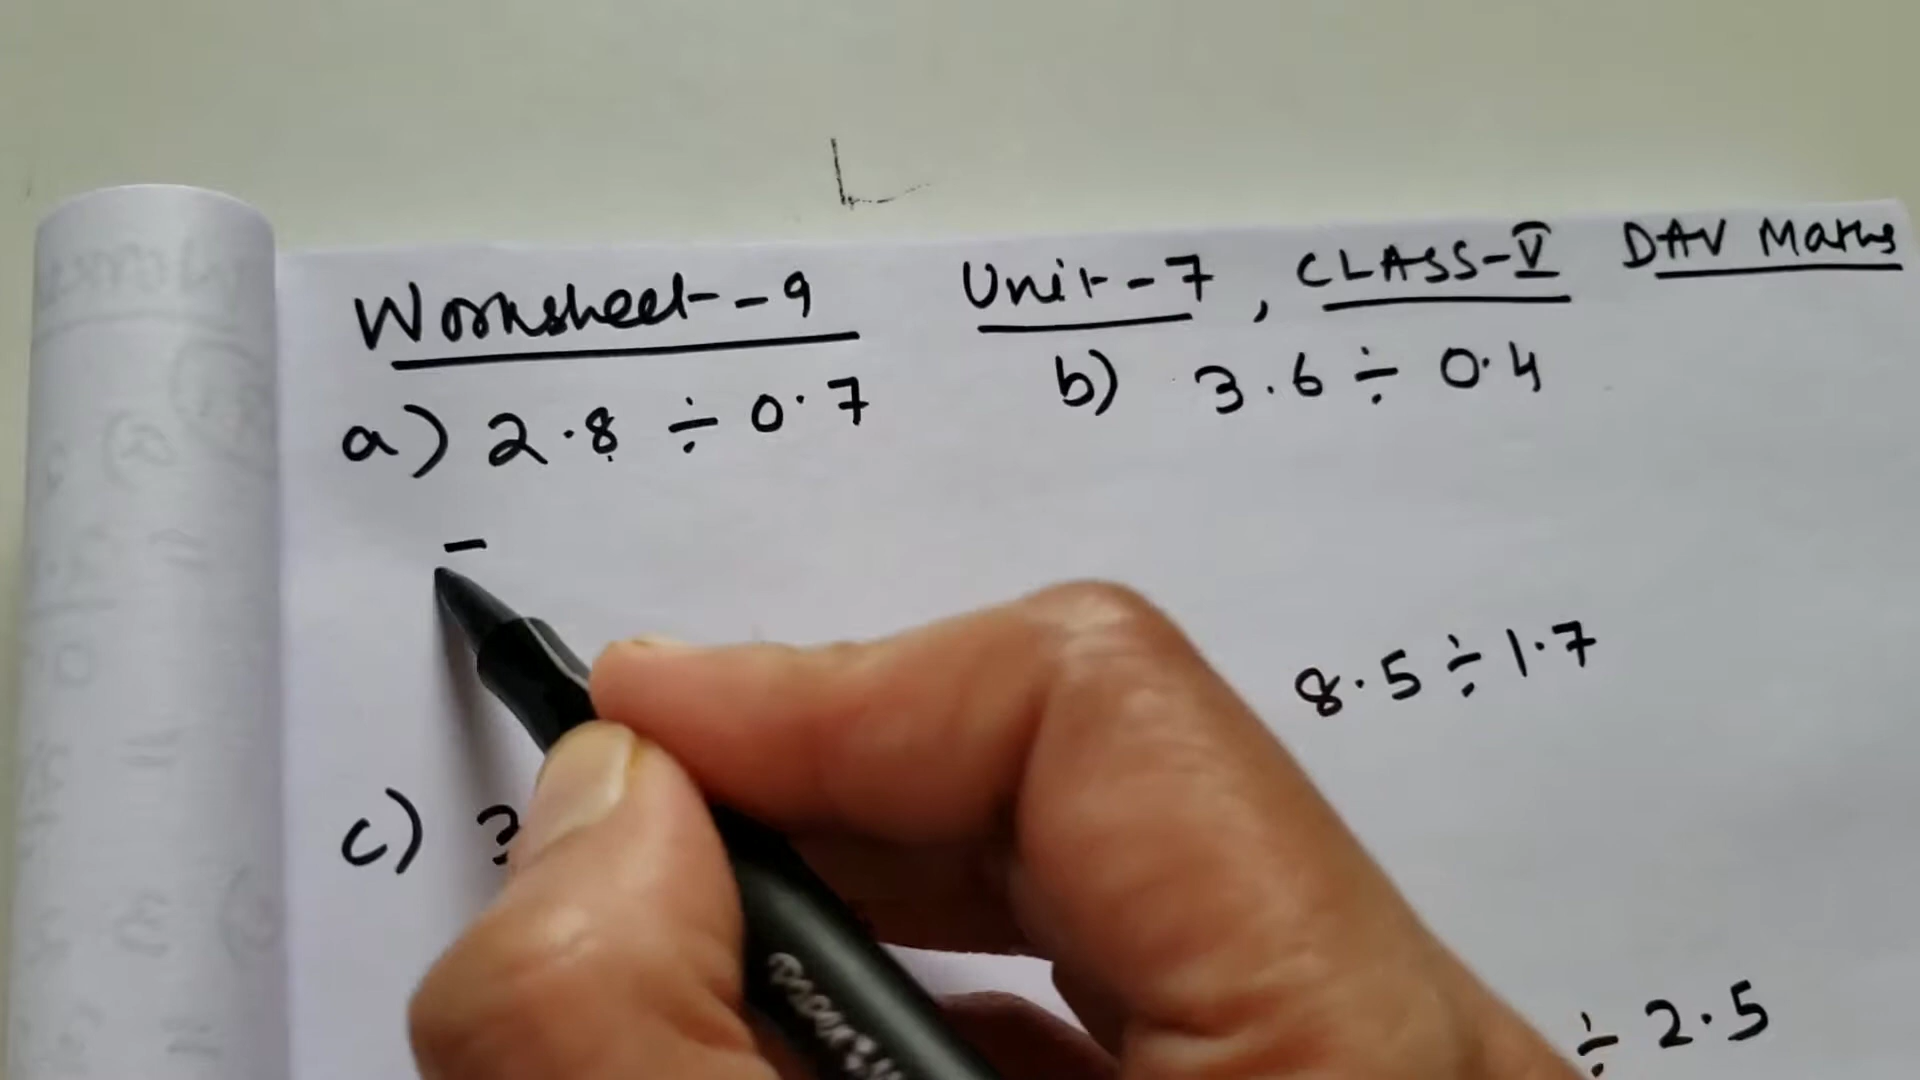 Worksheet-9 Unit-7, CLASS-V DAV Maths
a) 2.8 ÷ 0.7 b) 3.6 ÷ 0.4
8.5 ÷ 1.7
c)
÷ 2.5